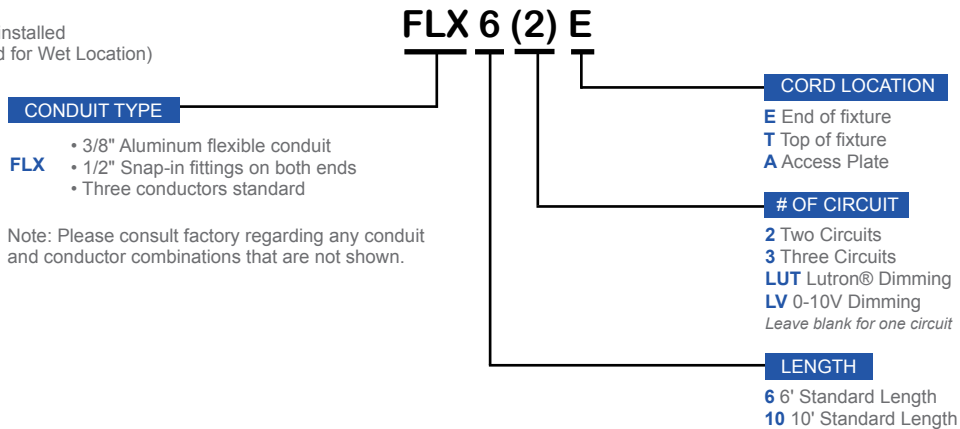 FLX 6 (2) E
nstalled
d for Wet Location)
CONDUIT TYPE
FLX
• 3/8" Aluminum flexible conduit
• 1/2" Snap-in fittings on both ends
• Three conductors standard
Note: Please consult factory regarding any conduit
and conductor combinations that are not shown.
CORD LOCATION
E End of fixture
T Top of fixture
A Access Plate
# OF CIRCUIT
2 Two Circuits
3 Three Circuits
LUT Lutron® Dimming
LV 0-10V Dimming
Leave blank for one circuit
LENGTH
6 6' Standard Length
10 10' Standard Length